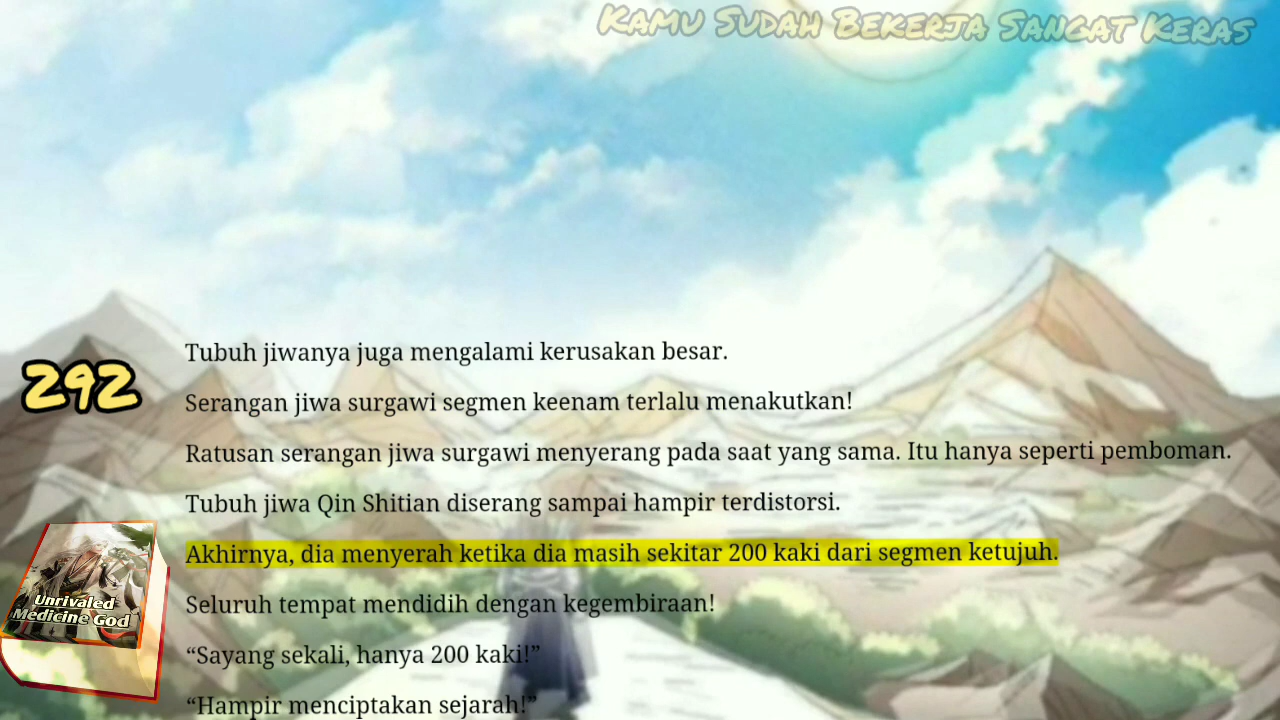 Kamu Sudah Bekerja Sangat Keras
292
Tubuh jiwanya juga mengalami kerusakan besar.
Serangan jiwa surgawi segmen keenam terlalu menakutkan!
Ratusan serangan jiwa surgawi menyerang pada saat yang sama. Itu hanya seperti pemboman.
Tubuh jiwa Qin Shitian diserang sampai hampir terdistorsi.
Akhirnya, dia menyerah ketika dia masih sekitar 200 kaki dari segmen ketujuh.
Seluruh tempat mendidih dengan kegembiraan!
“Sayang sekali, hanya 200 kaki!”
“Hampir menciptakan sejarah!”
Unrivaled
Medicine God